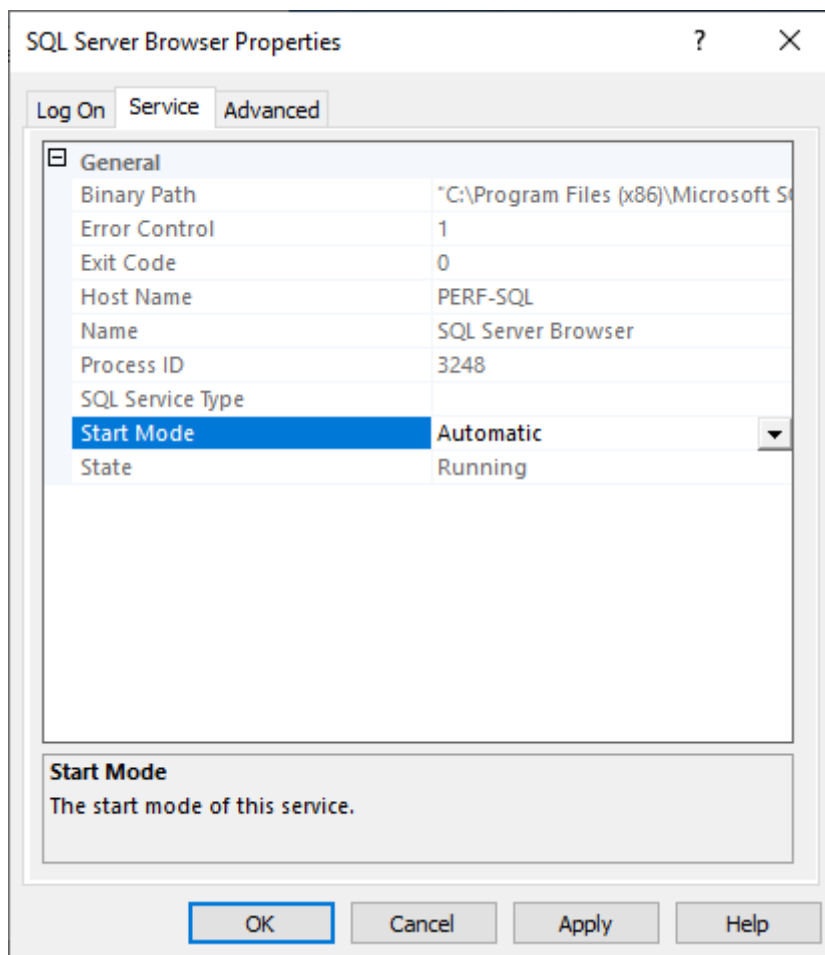 SQL Server Browser Properties ?
Log On Service Advanced
General
Binary Path "C:\Program Files (x86)\Microsoft S
Error Control 1
Exit Code 0
Host Name PERF-SQL
Name SQL Server Browser
Process ID 3248
SQL Service Type
Start Mode Automatic
State Running
Start Mode
The start mode of this service.
OK Cancel Apply Help